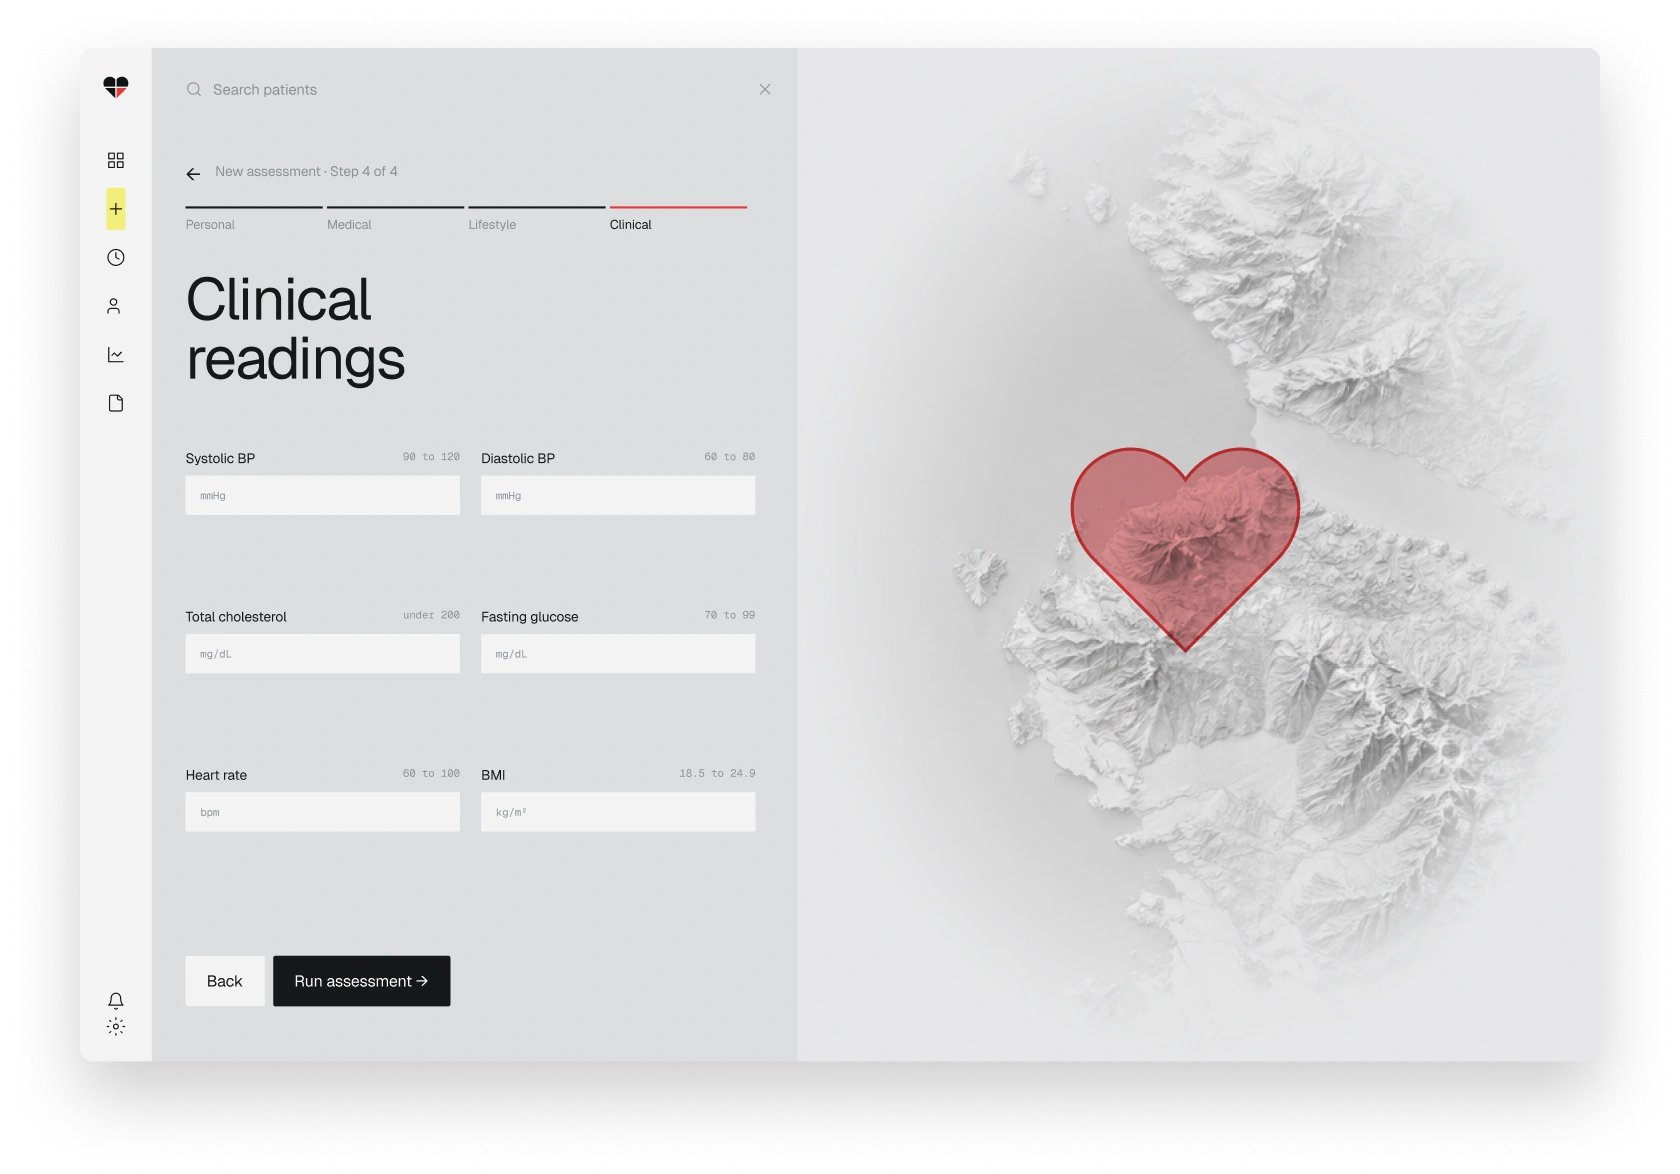 Search patients
New assessment · Step 4 of 4
Personal
Medical
Lifestyle
Clinical
Clinical
readings
Systolic BP
90 to 120
mmHg
Diastolic BP
60 to 80
mmHg
Total cholesterol
under 200
mg/dL
Fasting glucose
70 to 99
mg/dL
Heart rate
60 to 100
bpm
BMI
18.5 to 24.9
kg/m²
Back
Run assessment →